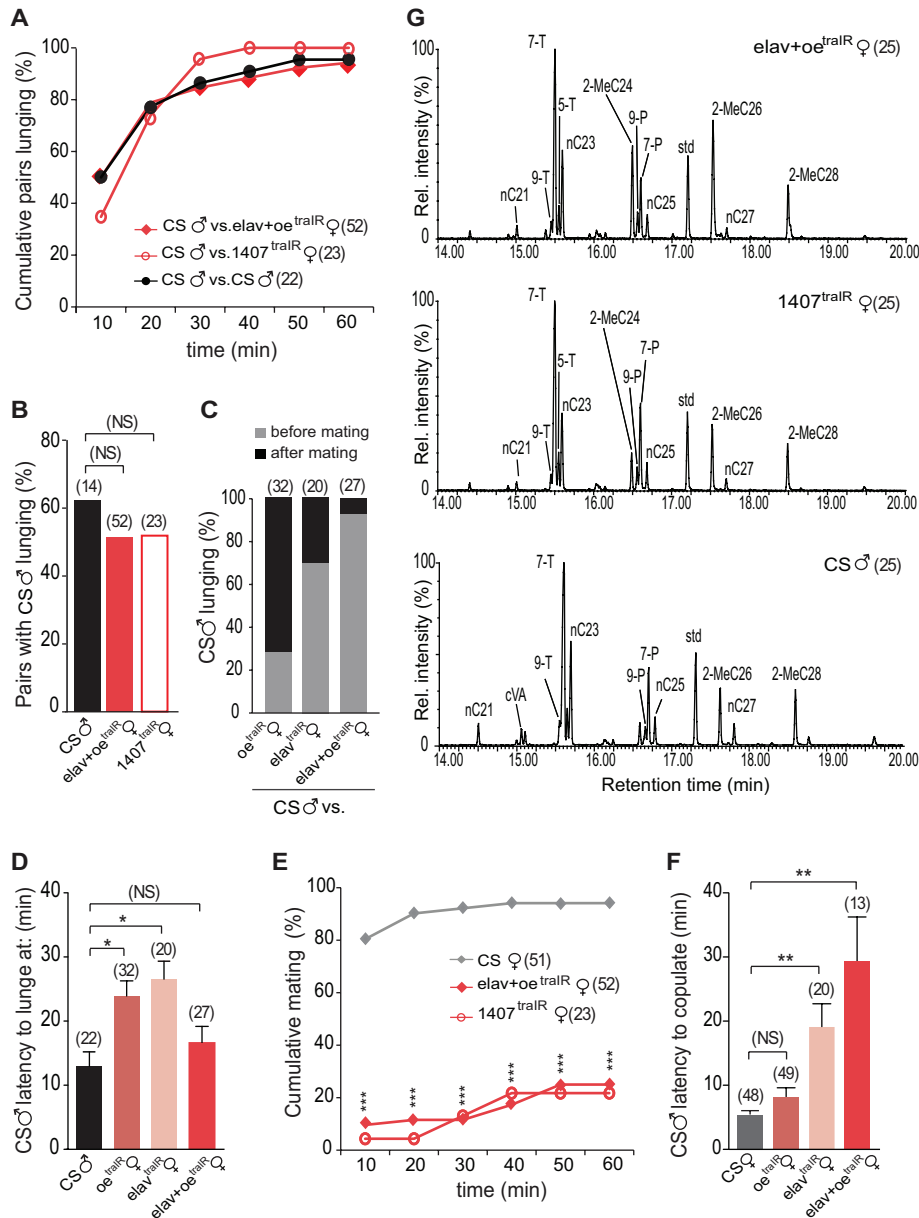 A
Cumulative pairs lunging (%)
100
80
60
40
20
0
10 20 30 40 50 60
time (min)
CS ♂ vs.elav+oe^traIR ♀(52)
CS ♂ vs.1407^traIR ♀(23)
CS ♂ vs.CS ♂(22)
B
Pairs with CS♂ lunging (%)
80
60
40
20
0
(NS)
(NS)
(14) (52) (23)
CS♂
elav+oe^traIR♀
1407^traIR♀
C
before mating
after mating
CS♂ lunging (%)
100
80
60
40
20
0
(32) (20) (27)
oe^traIR♀
elav^traIR♀
elav+oe^traIR♀
CS♂ vs.
D
CS♂ latency to lunge at: (min)
40
30
20
10
0
(NS)
*
*
(22) (32) (20) (27)
CS♂
oe^traIR♀
elav^traIR♀
elav+oe^traIR♀
E
Cumulative mating (%)
100
80
60
40
20
0
CS ♀(51)
elav+oe^traIR ♀(52)
1407^traIR ♀(23)
*** *** *** *** *** ***
10 20 30 40 50 60
time (min)
F
CS♂ latency to copulate (min)
40
30
20
10
0
**
**
(NS)
(48) (49) (20) (13)
CS♀
oe^traIR♀
elav^traIR♀
elav+oe^traIR♀
G
elav+oe^traIR ♀(25)
Rel. intensity (%)
100
80
60
40
20
0
nC21
9-T
7-T
5-T
nC23
2-MeC24
9-P
7-P
nC25
std
2-MeC26
nC27
2-MeC28
14.00 15.00 16.00 17.00 18.00 19.00 20.00
1407^traIR ♀(25)
Rel. intensity (%)
100
80
60
40
20
0
nC21
9-T
7-T
5-T
nC23
2-MeC24
9-P
7-P
nC25
std
2-MeC26
nC27
2-MeC28
14.00 15.00 16.00 17.00 18.00 19.00 20.00
CS♂(25)
Rel. intensity (%)
100
80
60
40
20
0
nC21
cVA
9-T
7-T
nC23
9-P
7-P
nC25
std
2-MeC26
nC27
2-MeC28
14.00 15.00 16.00 17.00 18.00 19.00 20.00
Retention time (min)